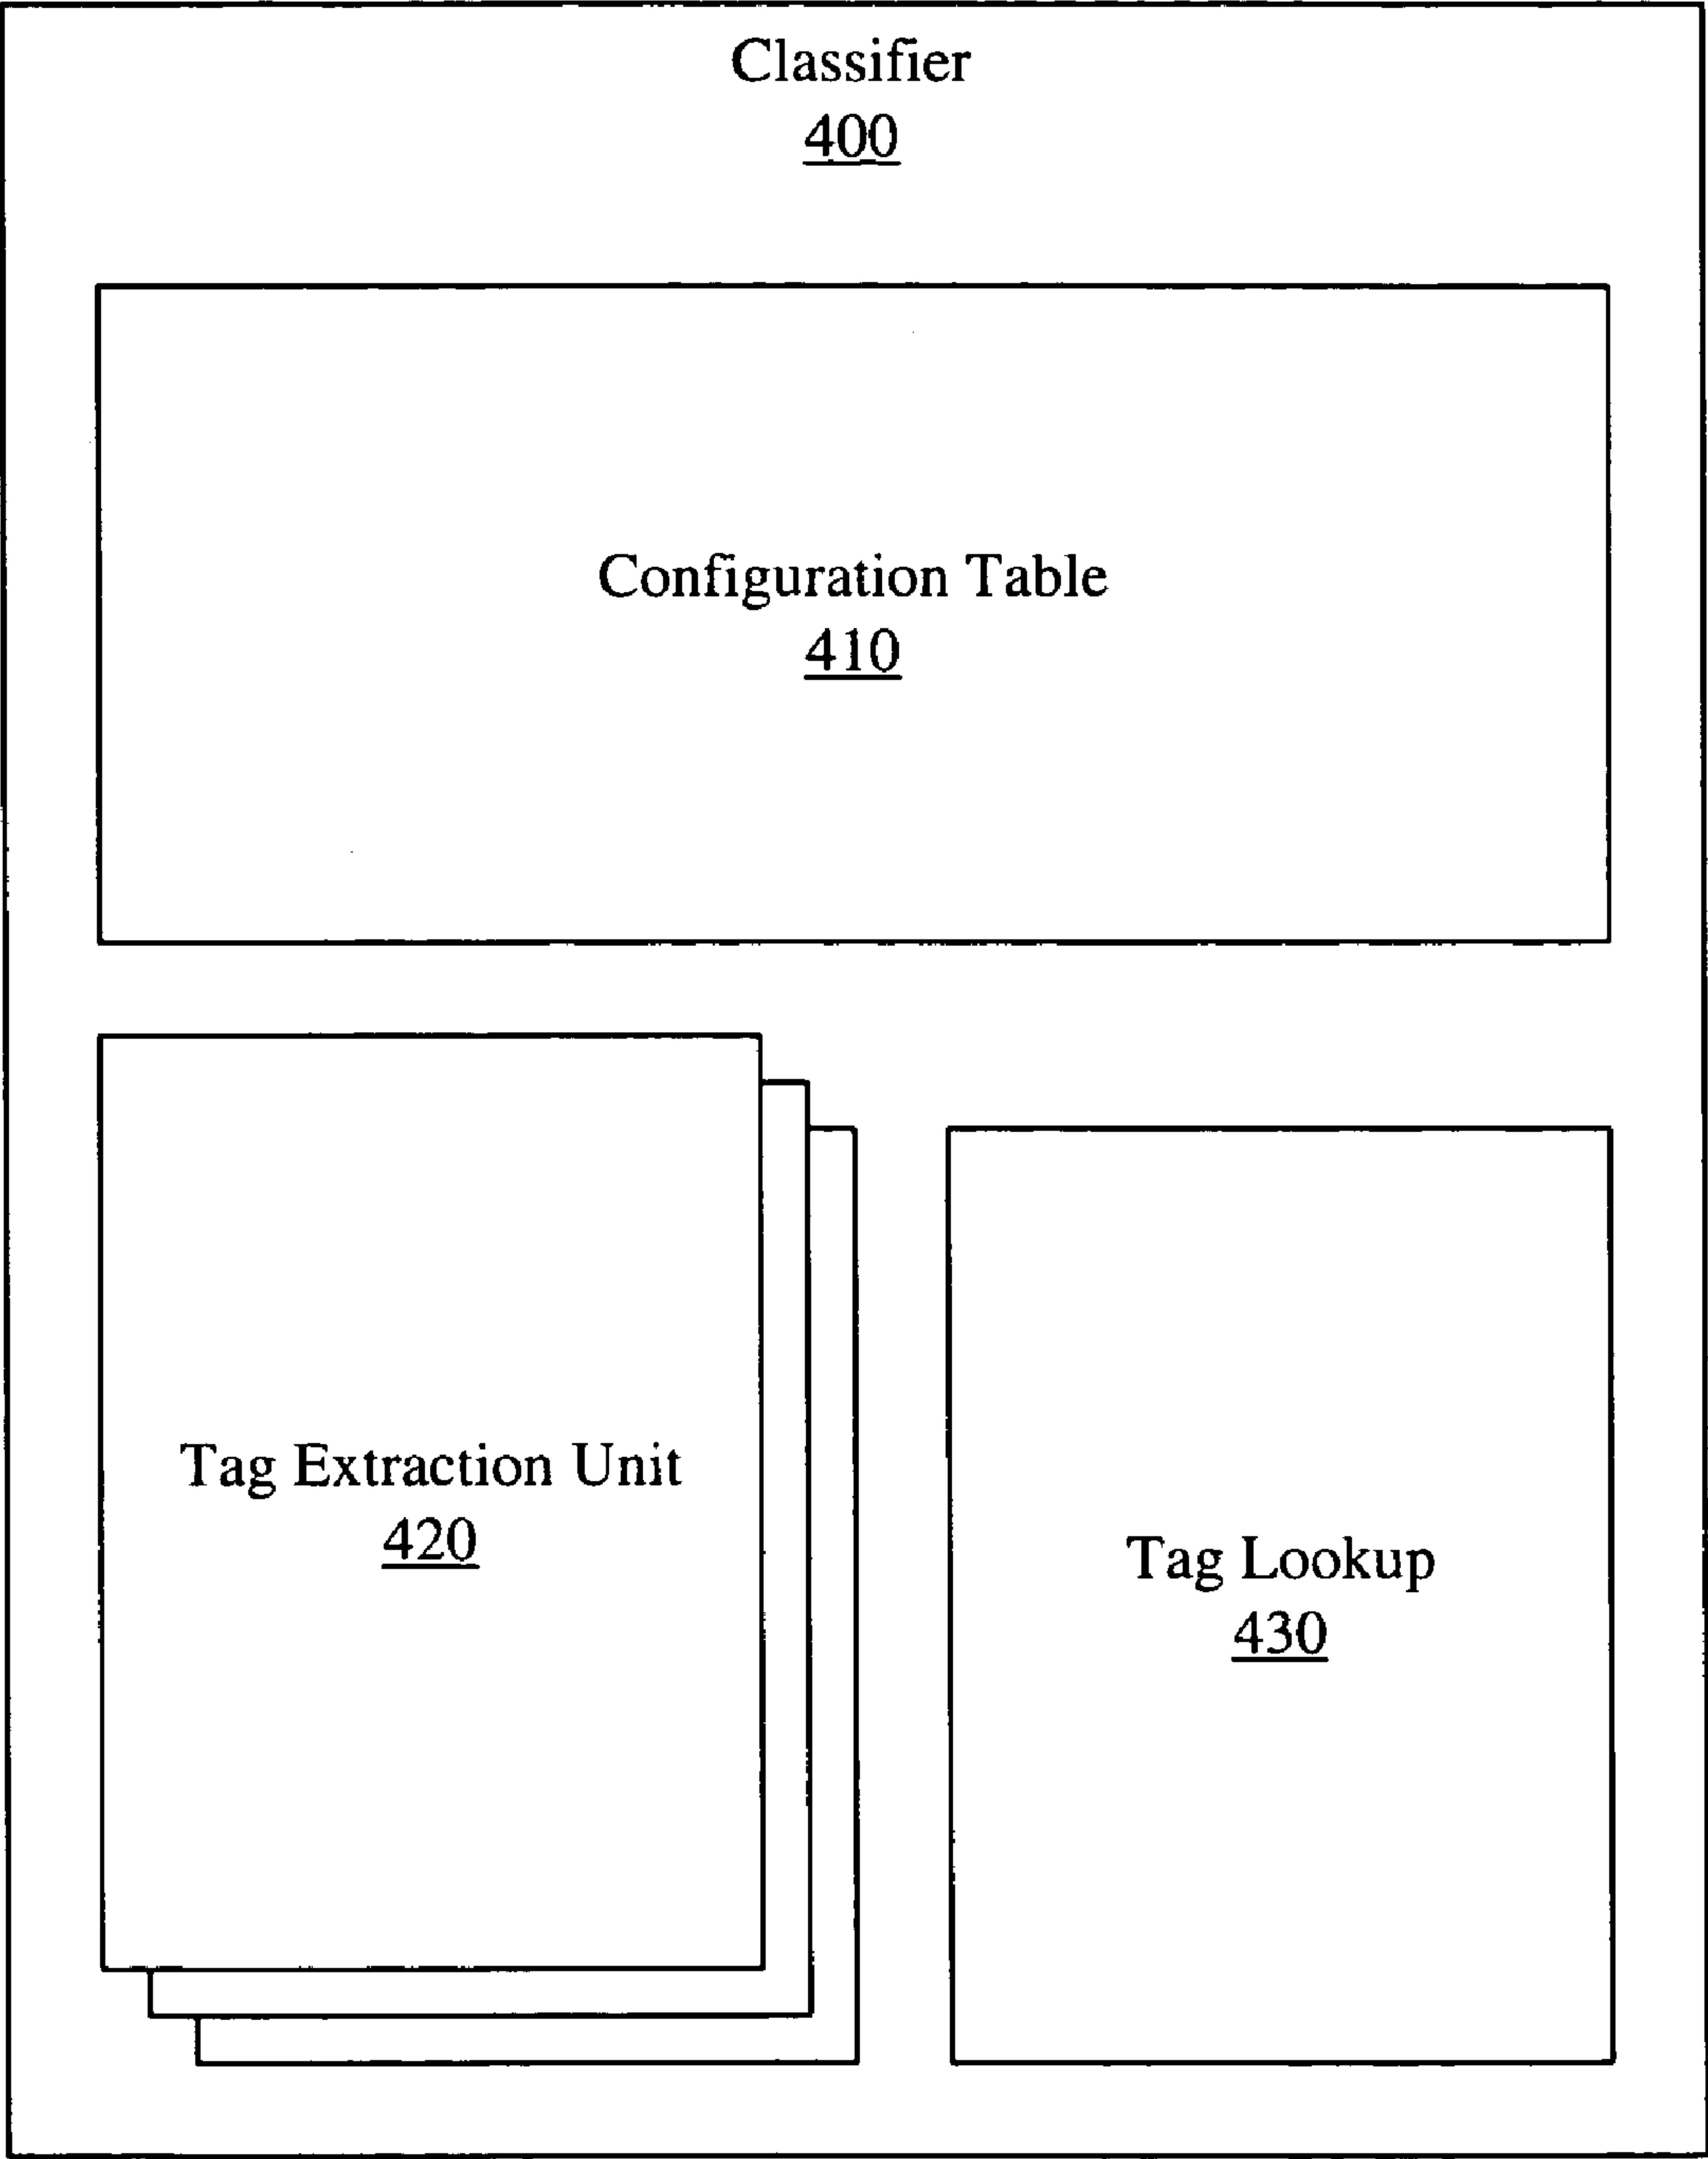 Classifier
400
Configuration Table
410
Tag Extraction Unit
420
Tag Lookup
430